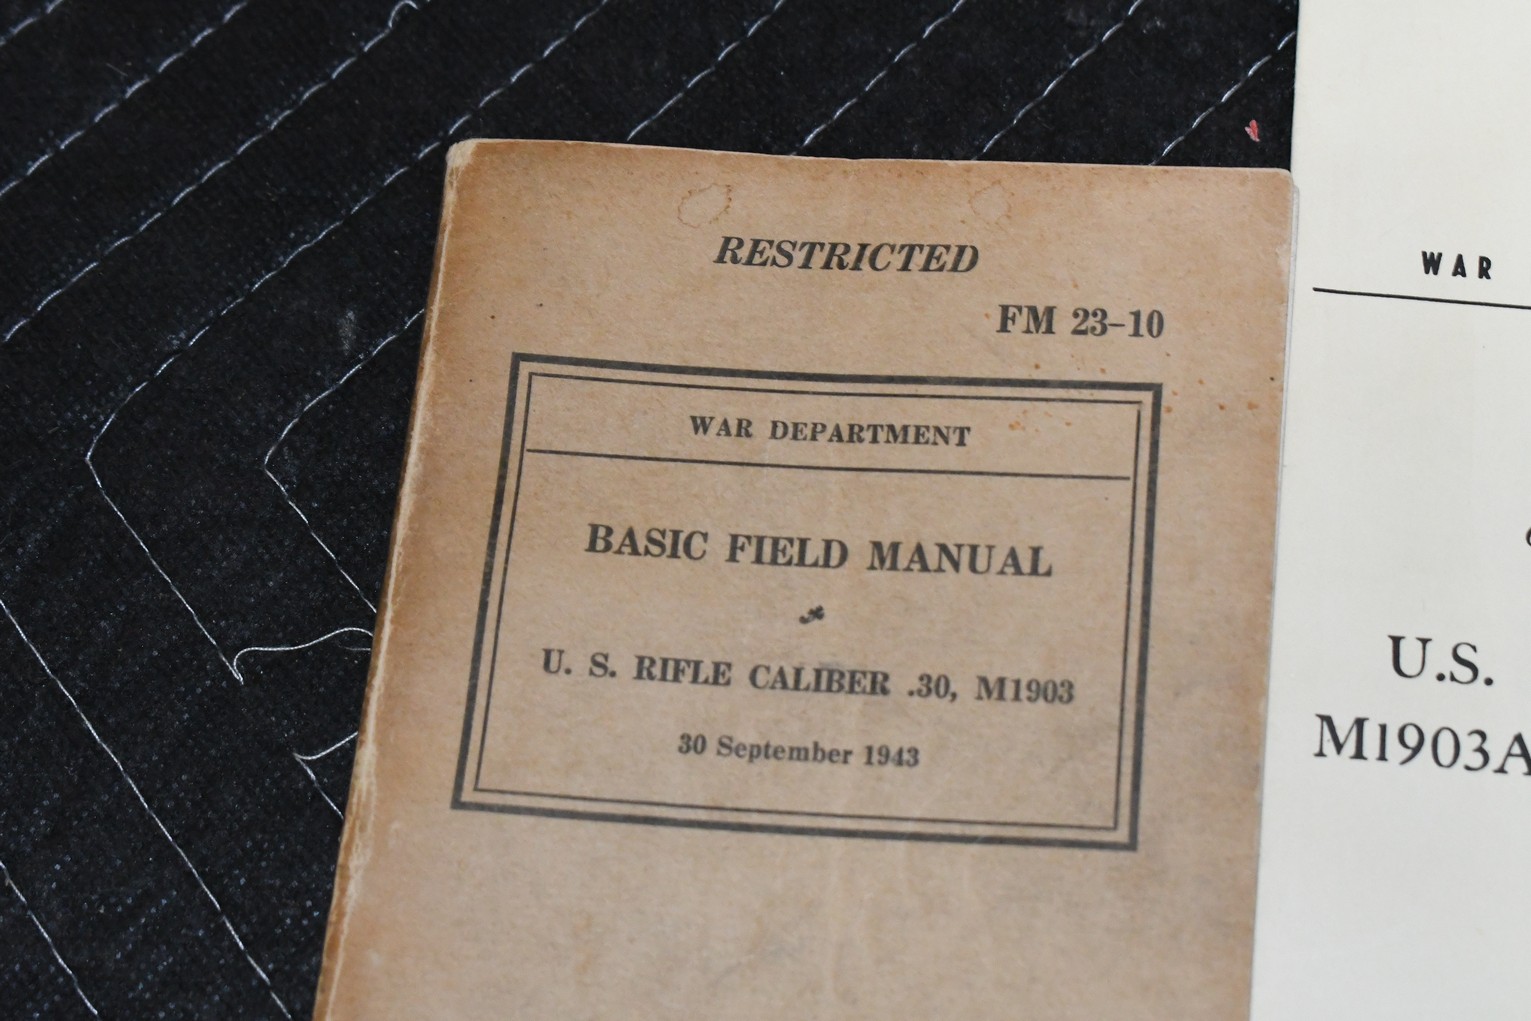 RESTRICTED
FM 23-10
WAR DEPARTMENT
BASIC FIELD MANUAL
U. S. RIFLE CALIBER .30, M1903
30 September 1943
WAR
U.S.
M1903A